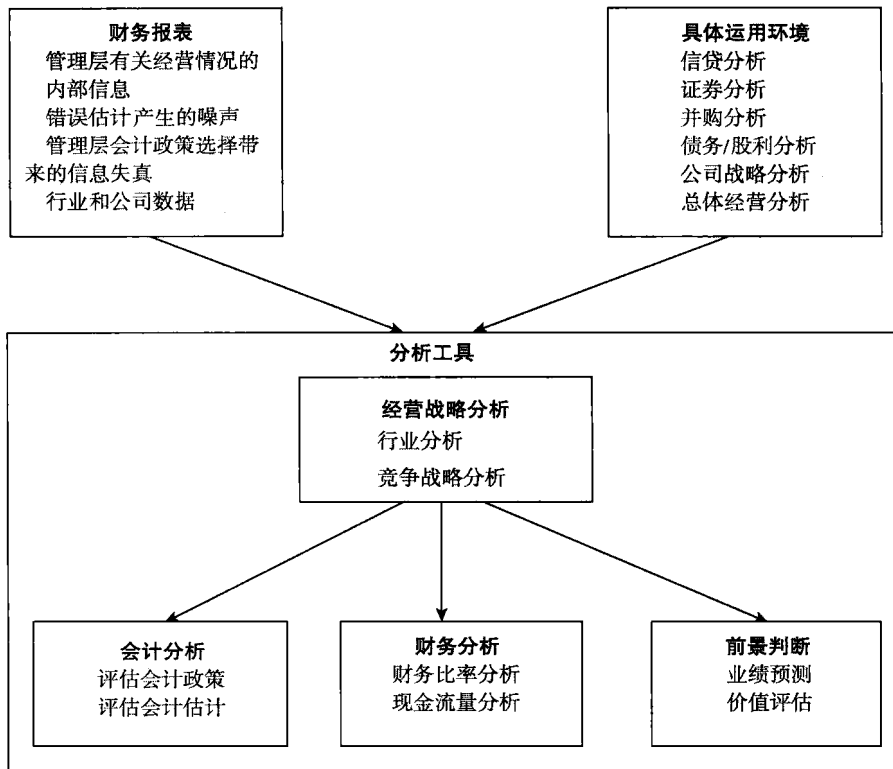 财务报表
管理层有关经营情况的
内部信息
错误估计产生的噪声
管理层会计政策选择带
来的信息失真
行业和公司数据
具体运用环境
信贷分析
证券分析
并购分析
债务/股利分析
公司战略分析
总体经营分析
分析工具
经营战略分析
行业分析
竞争战略分析
会计分析
评估会计政策
评估会计估计
财务分析
财务比率分析
现金流量分析
前景判断
业绩预测
价值评估